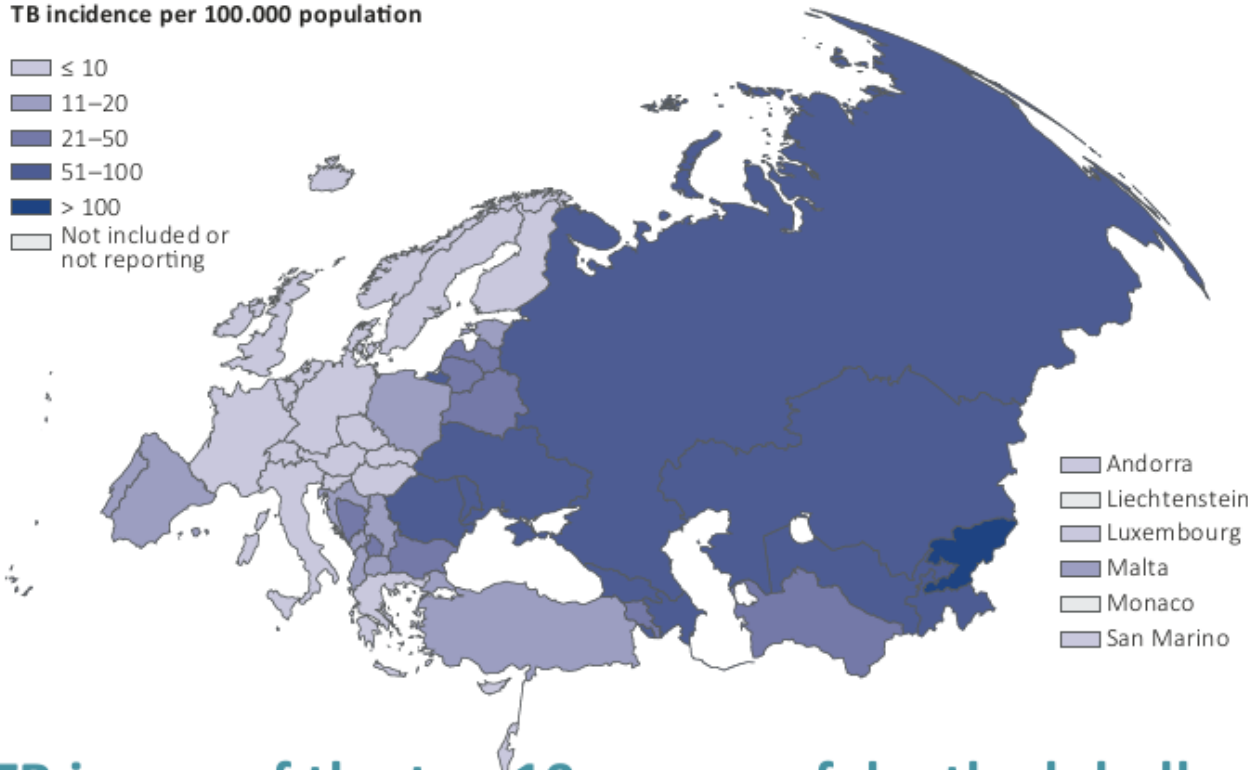 TB incidence per 100.000 population
≤ 10
11–20
21–50
51–100
> 100
Not included or
not reporting
Andorra
Liechtenstein
Luxembourg
Malta
Monaco
San Marino